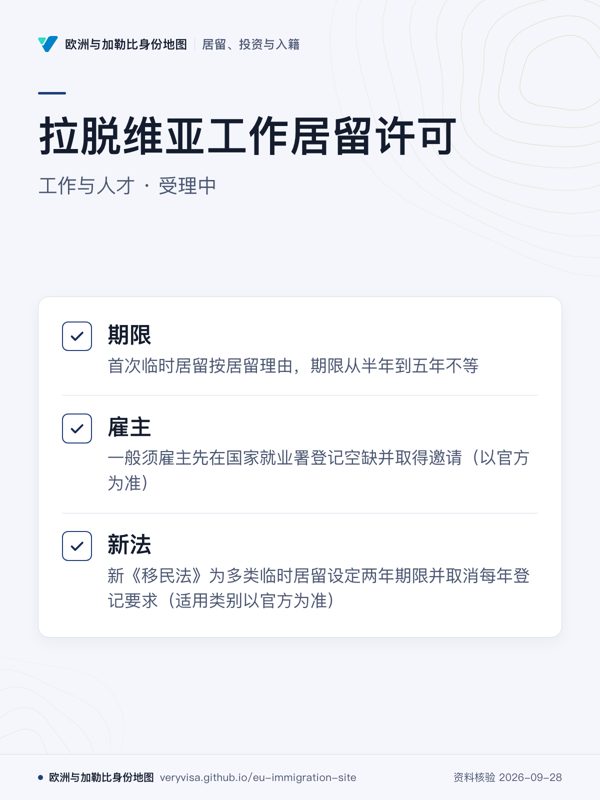 欧洲与加勒比身份地图 居留、投资与入籍
拉脱维亚工作居留许可
工作与人才 · 受理中
期限
首次临时居留按居留理由，期限从半年到五年不等
雇主
一般须雇主先在国家就业署登记空缺并取得邀请（以官方
为准）
新法
新《移民法》为多类临时居留设定两年期限并取消每年登
记要求（适用类别以官方为准）
欧洲与加勒比身份地图 veryvisa.github.io/eu-immigration-site 资料核验 2026-09-28